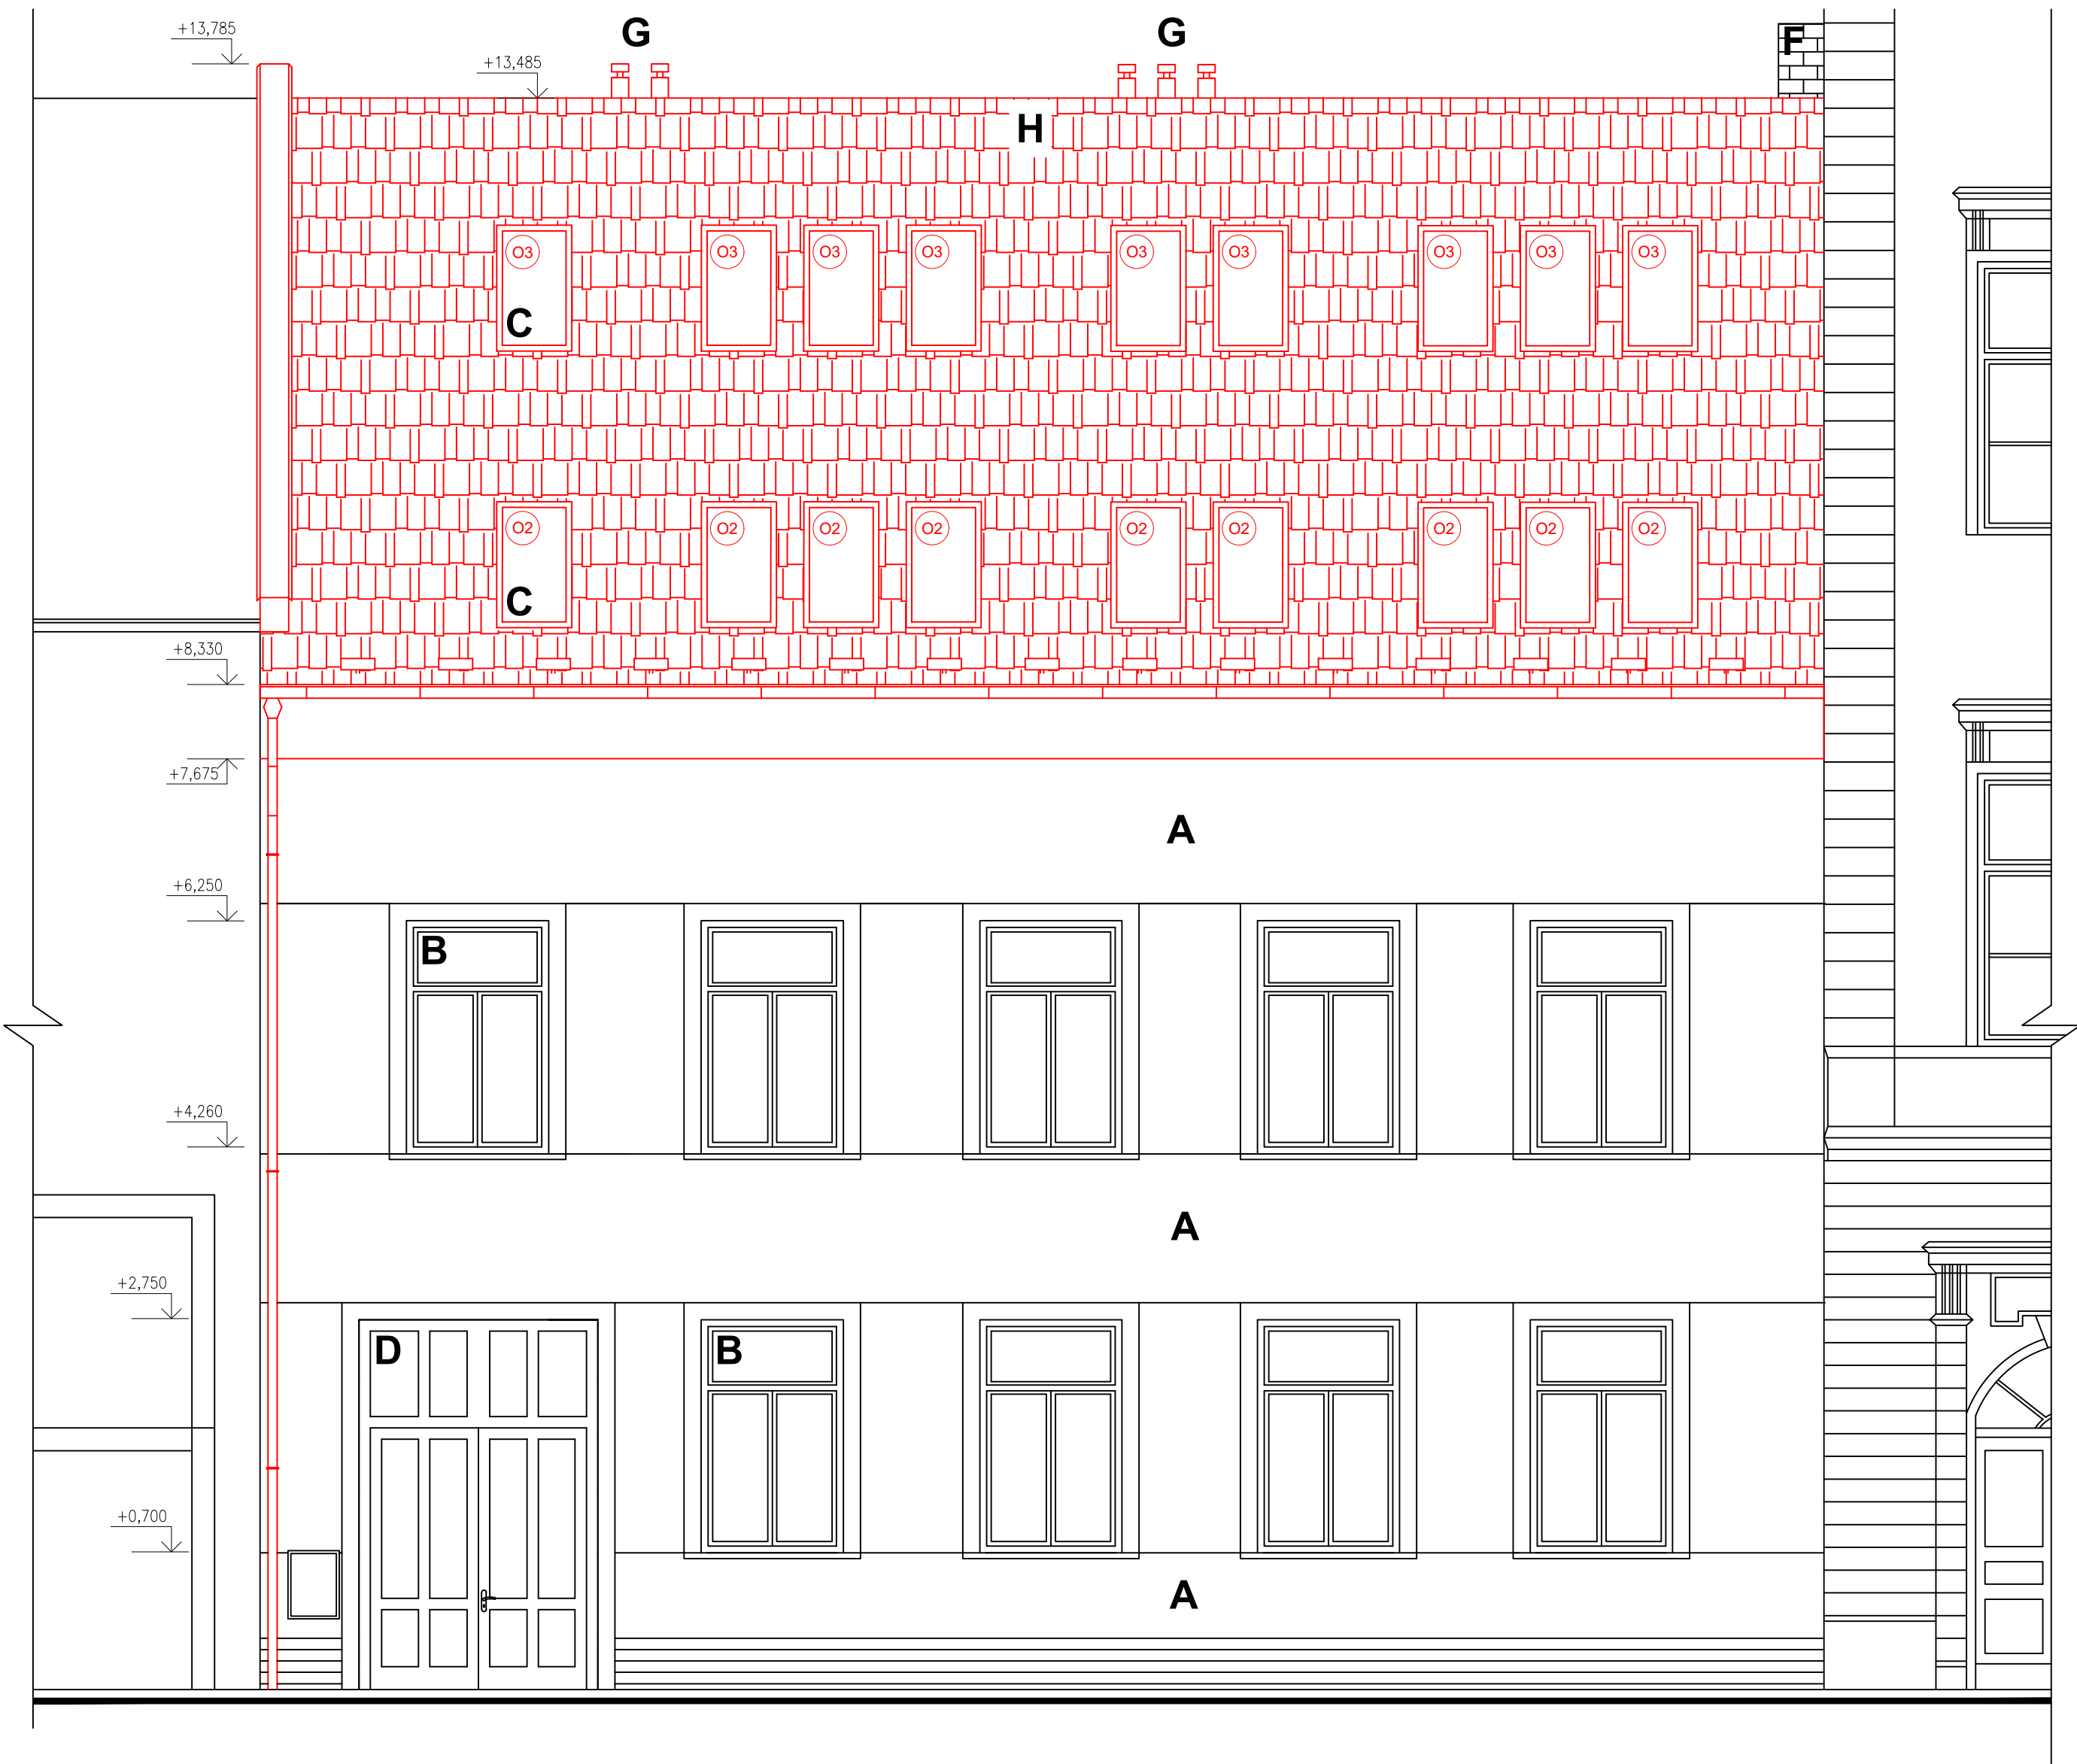 +13,785
G
G
F
+13,485
H
O3 O3 O3 O3 O3 O3 O3 O3 O3
C
O2 O2 O2 O2 O2 O2 O2 O2 O2
C
+8,330
+7,675
A
+6,250
B
+4,260
A
+2,750
D
B
+0,700
A